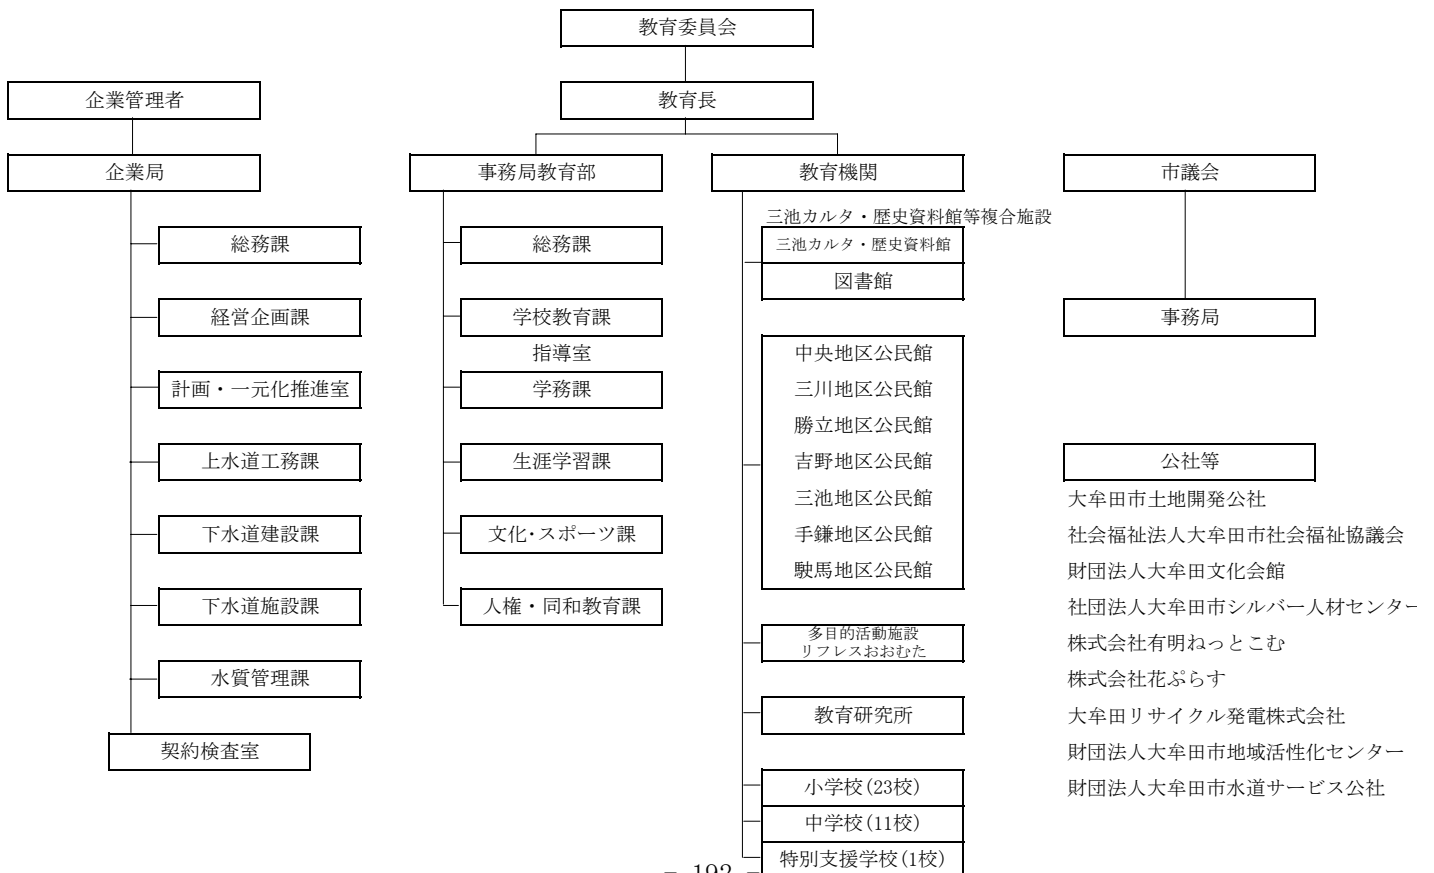 教育委員会
企業管理者
教育長
企業局
事務局教育部
教育機関
市議会
総務課
経営企画課
計画・一元化推進室
上水道工務課
下水道建設課
下水道施設課
水質管理課
契約検査室
総務課
学校教育課
指導室
学務課
生涯学習課
文化・スポーツ課
人権・同和教育課
三池カルタ・歴史資料館等複合施設
三池カルタ・歴史資料館
図書館
中央地区公民館
三川地区公民館
勝立地区公民館
吉野地区公民館
三池地区公民館
手鎌地区公民館
駛馬地区公民館
多目的活動施設
リフレスおおむた
教育研究所
小学校(23校)
中学校(11校)
特別支援学校(1校)
事務局
公社等
大牟田市土地開発公社
社会福祉法人大牟田市社会福祉協議会
財団法人大牟田文化会館
社団法人大牟田市シルバー人材センター
株式会社有明ねっとこむ
株式会社花ぷらす
大牟田リサイクル発電株式会社
財団法人大牟田市地域活性化センター
財団法人大牟田市水道サービス公社
- 192 -